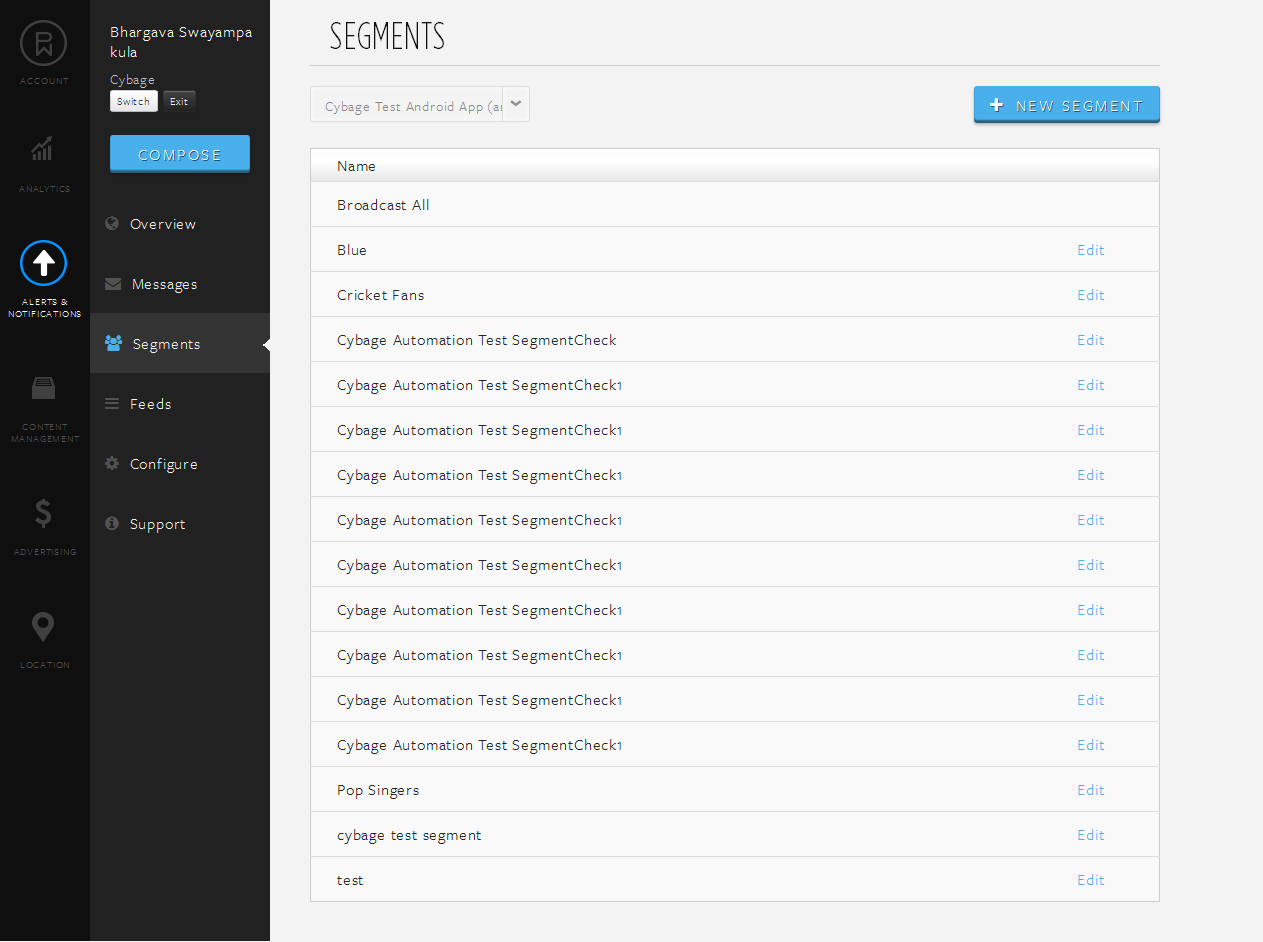 ACCOUNT
ANALYTICS
ALERTS &
NOTIFICATIONS
CONTENT
MANAGEMENT
ADVERTISING
LOCATION
Bhargava Swayampa
kula
Cybage
Switch Exit
COMPOSE
Overview
Messages
Segments
Feeds
Configure
Support
SEGMENTS
Cybage Test Android App (a
NEW SEGMENT
Name
Broadcast All
Blue Edit
Cricket Fans Edit
Cybage Automation Test SegmentCheck Edit
Cybage Automation Test SegmentCheck1 Edit
Cybage Automation Test SegmentCheck1 Edit
Cybage Automation Test SegmentCheck1 Edit
Cybage Automation Test SegmentCheck1 Edit
Cybage Automation Test SegmentCheck1 Edit
Cybage Automation Test SegmentCheck1 Edit
Cybage Automation Test SegmentCheck1 Edit
Cybage Automation Test SegmentCheck1 Edit
Cybage Automation Test SegmentCheck1 Edit
Pop Singers Edit
cybage test segment Edit
test Edit